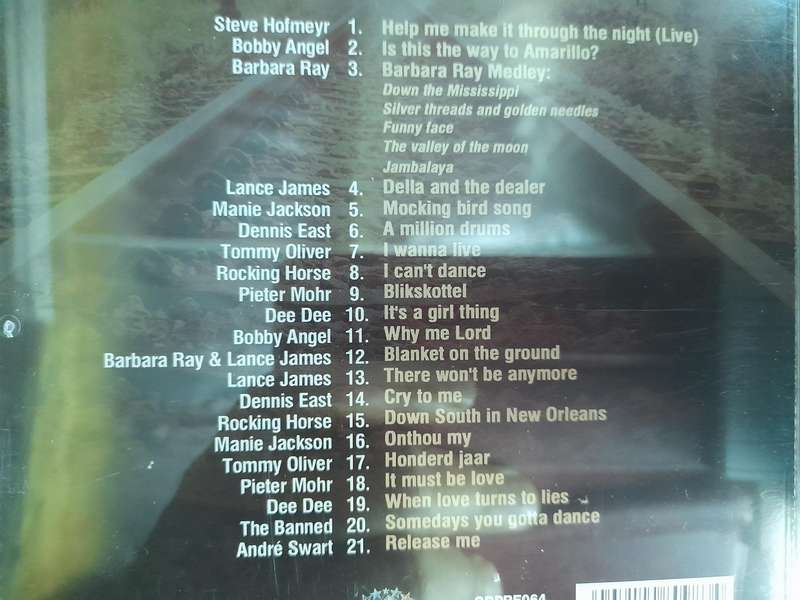 Steve Hofmeyr 1. Help me make it through the night (Live)
Bobby Angel 2. Is this the way to Amarillo?
Barbara Ray 3. Barbara Ray Medley:
Down the Mississippi
Silver threads and golden needles
Funny face
The valley of the moon
Jambalaya
Lance James 4. Della and the dealer
Manie Jackson 5. Mocking bird song
Dennis East 6. A million drums
Tommy Oliver 7. I wanna live
Rocking Horse 8. I can't dance
Pieter Mohr 9. Blikskottel
Dee Dee 10. It's a girl thing
Bobby Angel 11. Why me Lord
Barbara Ray & Lance James 12. Blanket on the ground
Lance James 13. There won't be anymore
Dennis East 14. Cry to me
Rocking Horse 15. Down South in New Orleans
Manie Jackson 16. Onthou my
Tommy Oliver 17. Honderd jaar
Pieter Mohr 18. It must be love
Dee Dee 19. When love turns to lies
The Banned 20. Somedays you gotta dance
André Swart 21. Release me